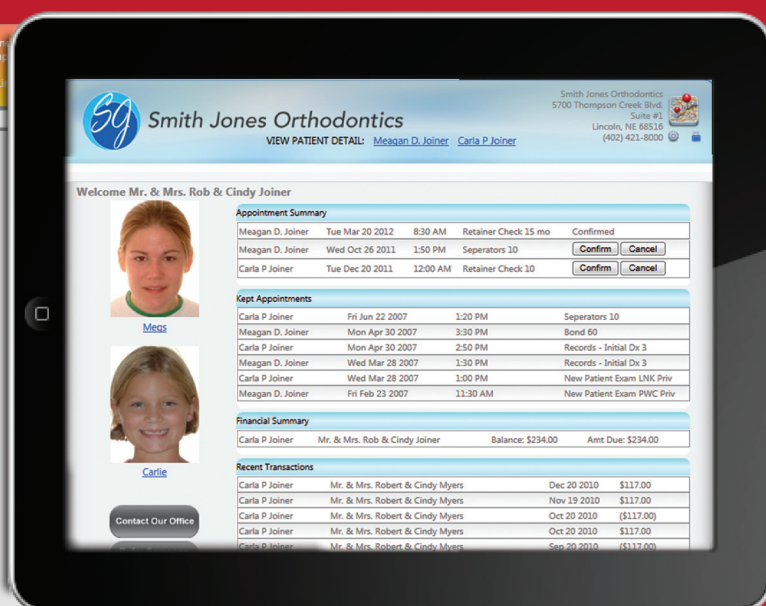 Sg
Smith Jones Orthodontics
Smith Jones Orthodontics
5700 Thompson Creek Blvd.
Suite #1
Lincoln, NE 68516
(402) 421-8000
VIEW PATIENT DETAIL: Meagan D. Joiner Carla P Joiner
Welcome Mr. & Mrs. Rob & Cindy Joiner
Megs
Carlie
Contact Our Office
Appointment Summary
Meagan D. Joiner Tue Mar 20 2012 8:30 AM Retainer Check 15 mo Confirmed
Meagan D. Joiner Wed Oct 26 2011 1:50 PM Seperators 10 Confirm Cancel
Carla P Joiner Tue Dec 20 2011 12:00 AM Retainer Check 10 Confirm Cancel
Kept Appointments
Carla P Joiner Fri Jun 22 2007 1:20 PM Seperators 10
Meagan D. Joiner Mon Apr 30 2007 3:30 PM Bond 60
Carla P Joiner Mon Apr 30 2007 2:50 PM Records - Initial Dx 3
Meagan D. Joiner Wed Mar 28 2007 1:30 PM Records - Initial Dx 3
Carla P Joiner Wed Mar 28 2007 1:00 PM New Patient Exam LNK Priv
Meagan D. Joiner Fri Feb 23 2007 11:30 AM New Patient Exam PWC Priv
Financial Summary
Carla P Joiner Mr. & Mrs. Rob & Cindy Joiner Balance: $234.00 Amt Due: $234.00
Recent Transactions
Carla P Joiner Mr. & Mrs. Robert & Cindy Myers Dec 20 2010 $117.00
Carla P Joiner Mr. & Mrs. Robert & Cindy Myers Nov 19 2010 $117.00
Carla P Joiner Mr. & Mrs. Robert & Cindy Myers Oct 20 2010 ($117.00)
Carla P Joiner Mr. & Mrs. Robert & Cindy Myers Oct 20 2010 $117.00
Carla P Joiner Mr. & Mrs. Robert & Cindy Myers Sep 20 2010 ($117.00)